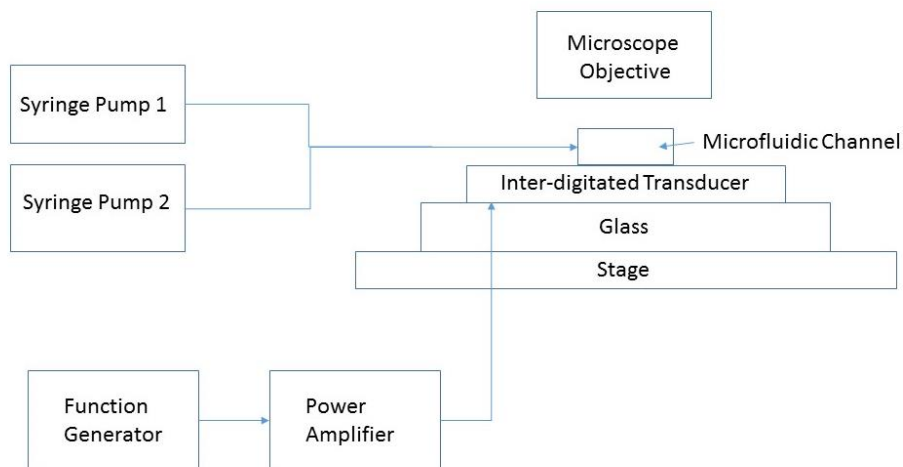 Microscope
Objective
Syringe Pump 1
Microfluidic Channel
Inter-digitated Transducer
Syringe Pump 2
Glass
Stage
Function
Generator
Power
Amplifier